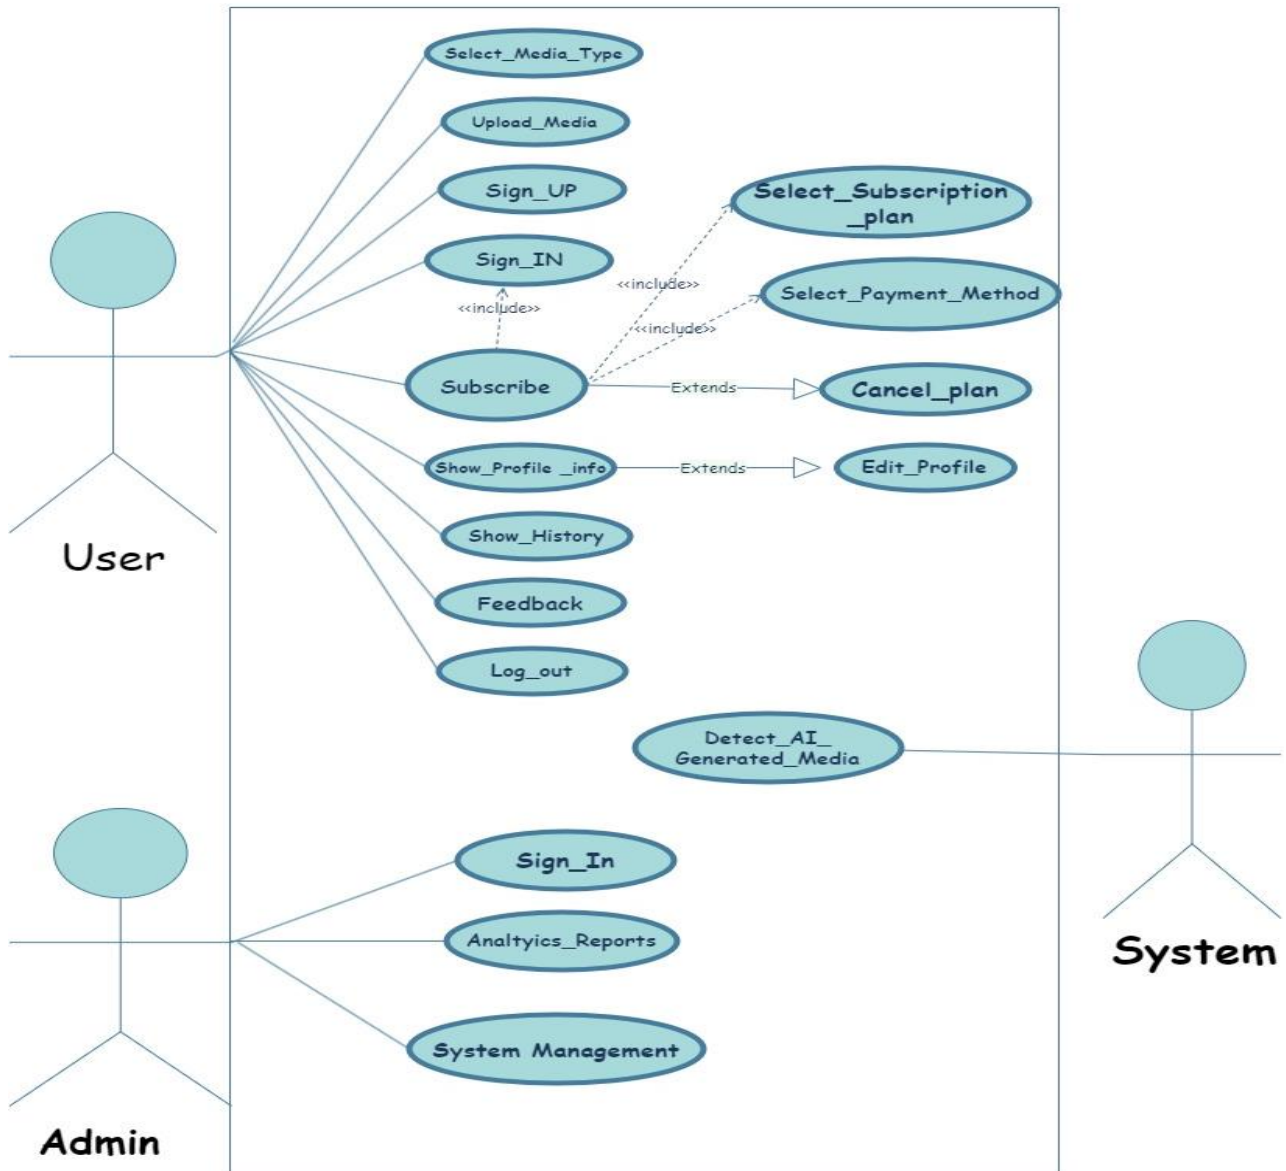 Select_Media_Type
Upload_Media
Sign_UP
Select_Subscription
_plan
Sign_IN
<<include>>
<<include>>
Select_Payment_Method
<<include>>
Subscribe
Extends
Cancel_plan
Show_Profile _info
Extends
Edit_Profile
Show_History
User
Feedback
Log_out
Detect_AI_
Generated_Media
Sign_In
Analtyics_Reports
System
System Management
Admin